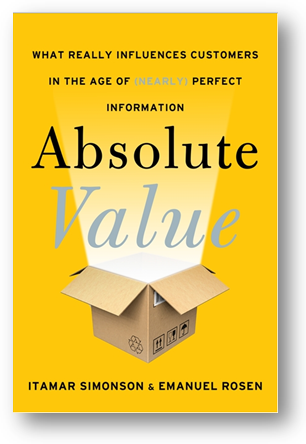 WHAT REALLY INFLUENCES CUSTOMERS
IN THE AGE OF (NEARLY) PERFECT
INFORMATION
Absolute
Value
ITAMAR SIMONSON & EMANUEL ROSEN